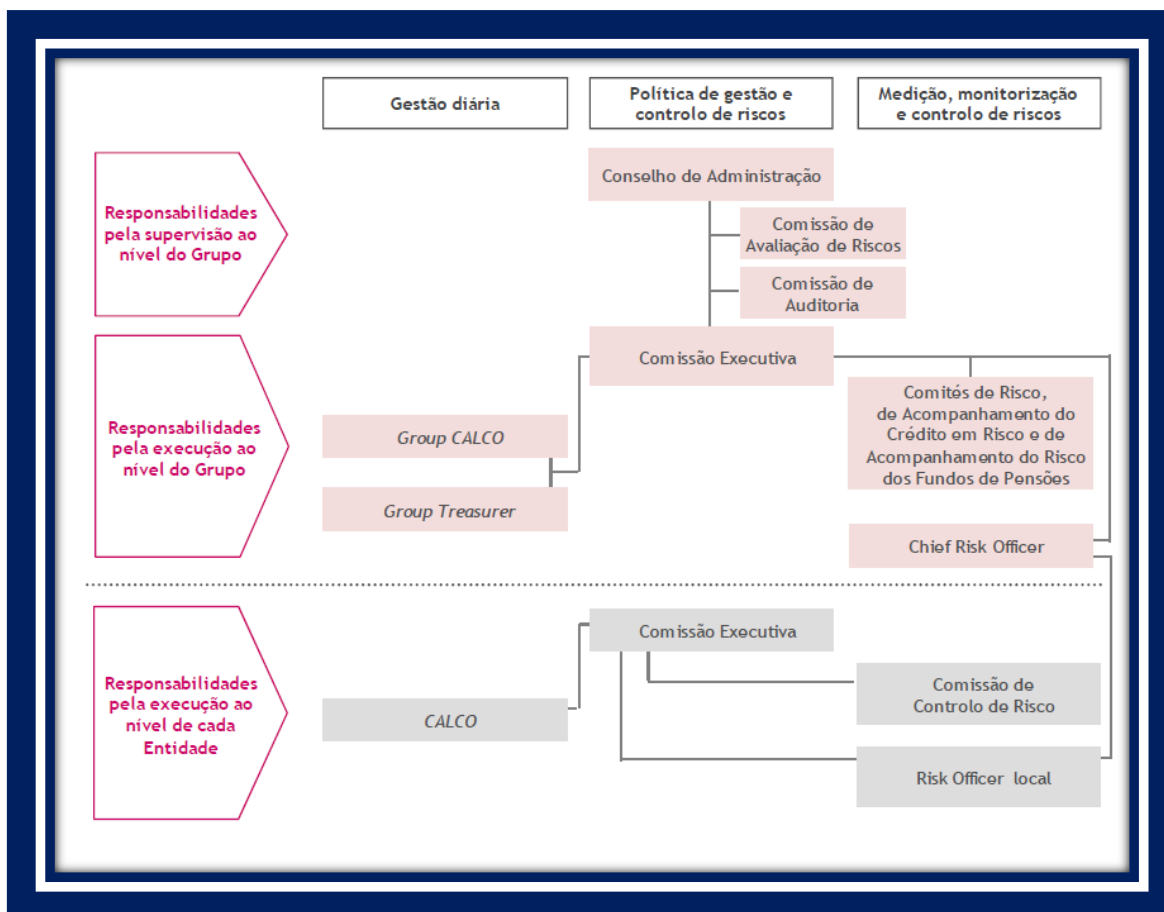 Gestão diária
Política de gestão e
controlo de riscos
Medição, monitorização
e controlo de riscos
Responsabilidades
pela supervisão ao
nível do Grupo
Conselho de Administração
Comissão de
Avaliação de Riscos
Comissão de
Auditoria
Responsabilidades
pela execução ao
nível do Grupo
Comissão Executiva
Group CALCO
Group Treasurer
Comités de Risco,
de Acompanhamento do
Crédito em Risco e de
Acompanhamento do Risco
dos Fundos de Pensões
Chief Risk Officer
Responsabilidades
pela execução ao
nível de cada
Entidade
Comissão Executiva
CALCO
Comissão de
Controlo de Risco
Risk Officer local